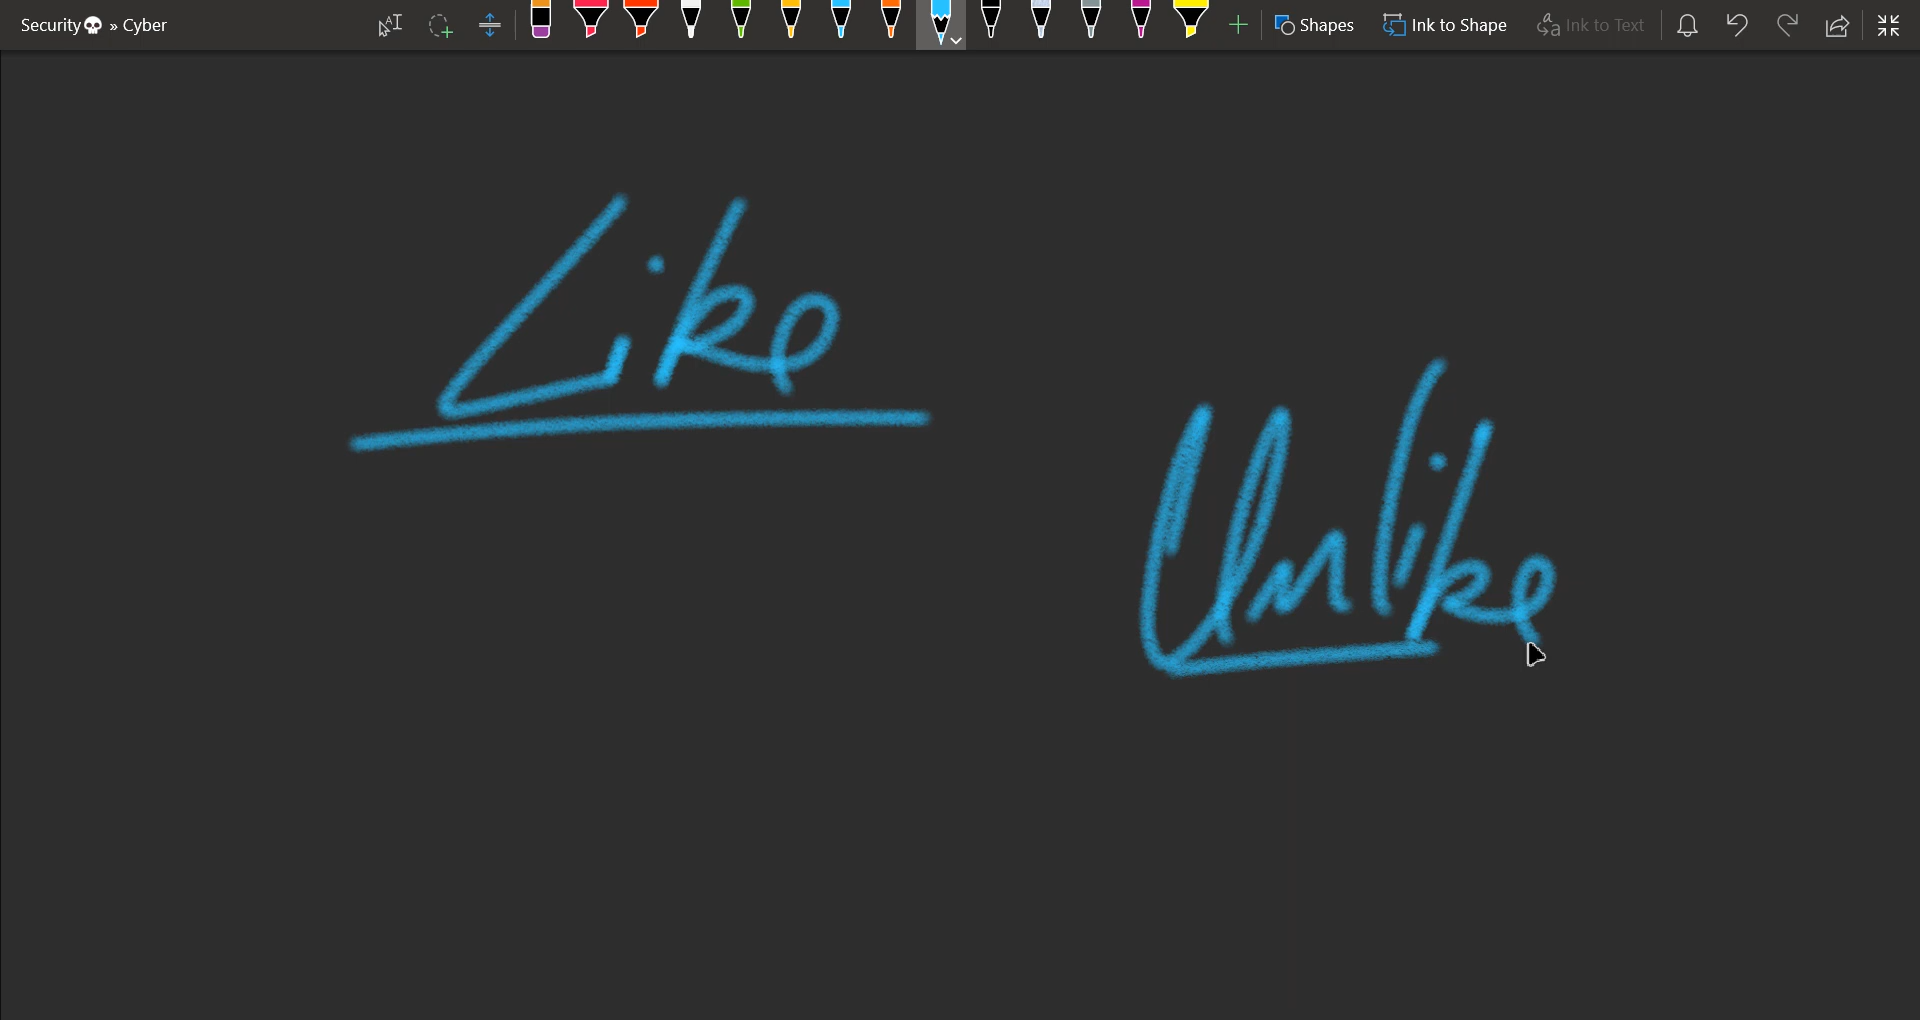 Security💀 » Cyber
Shapes
Ink to Shape
Ink to Text
Like
Unlike